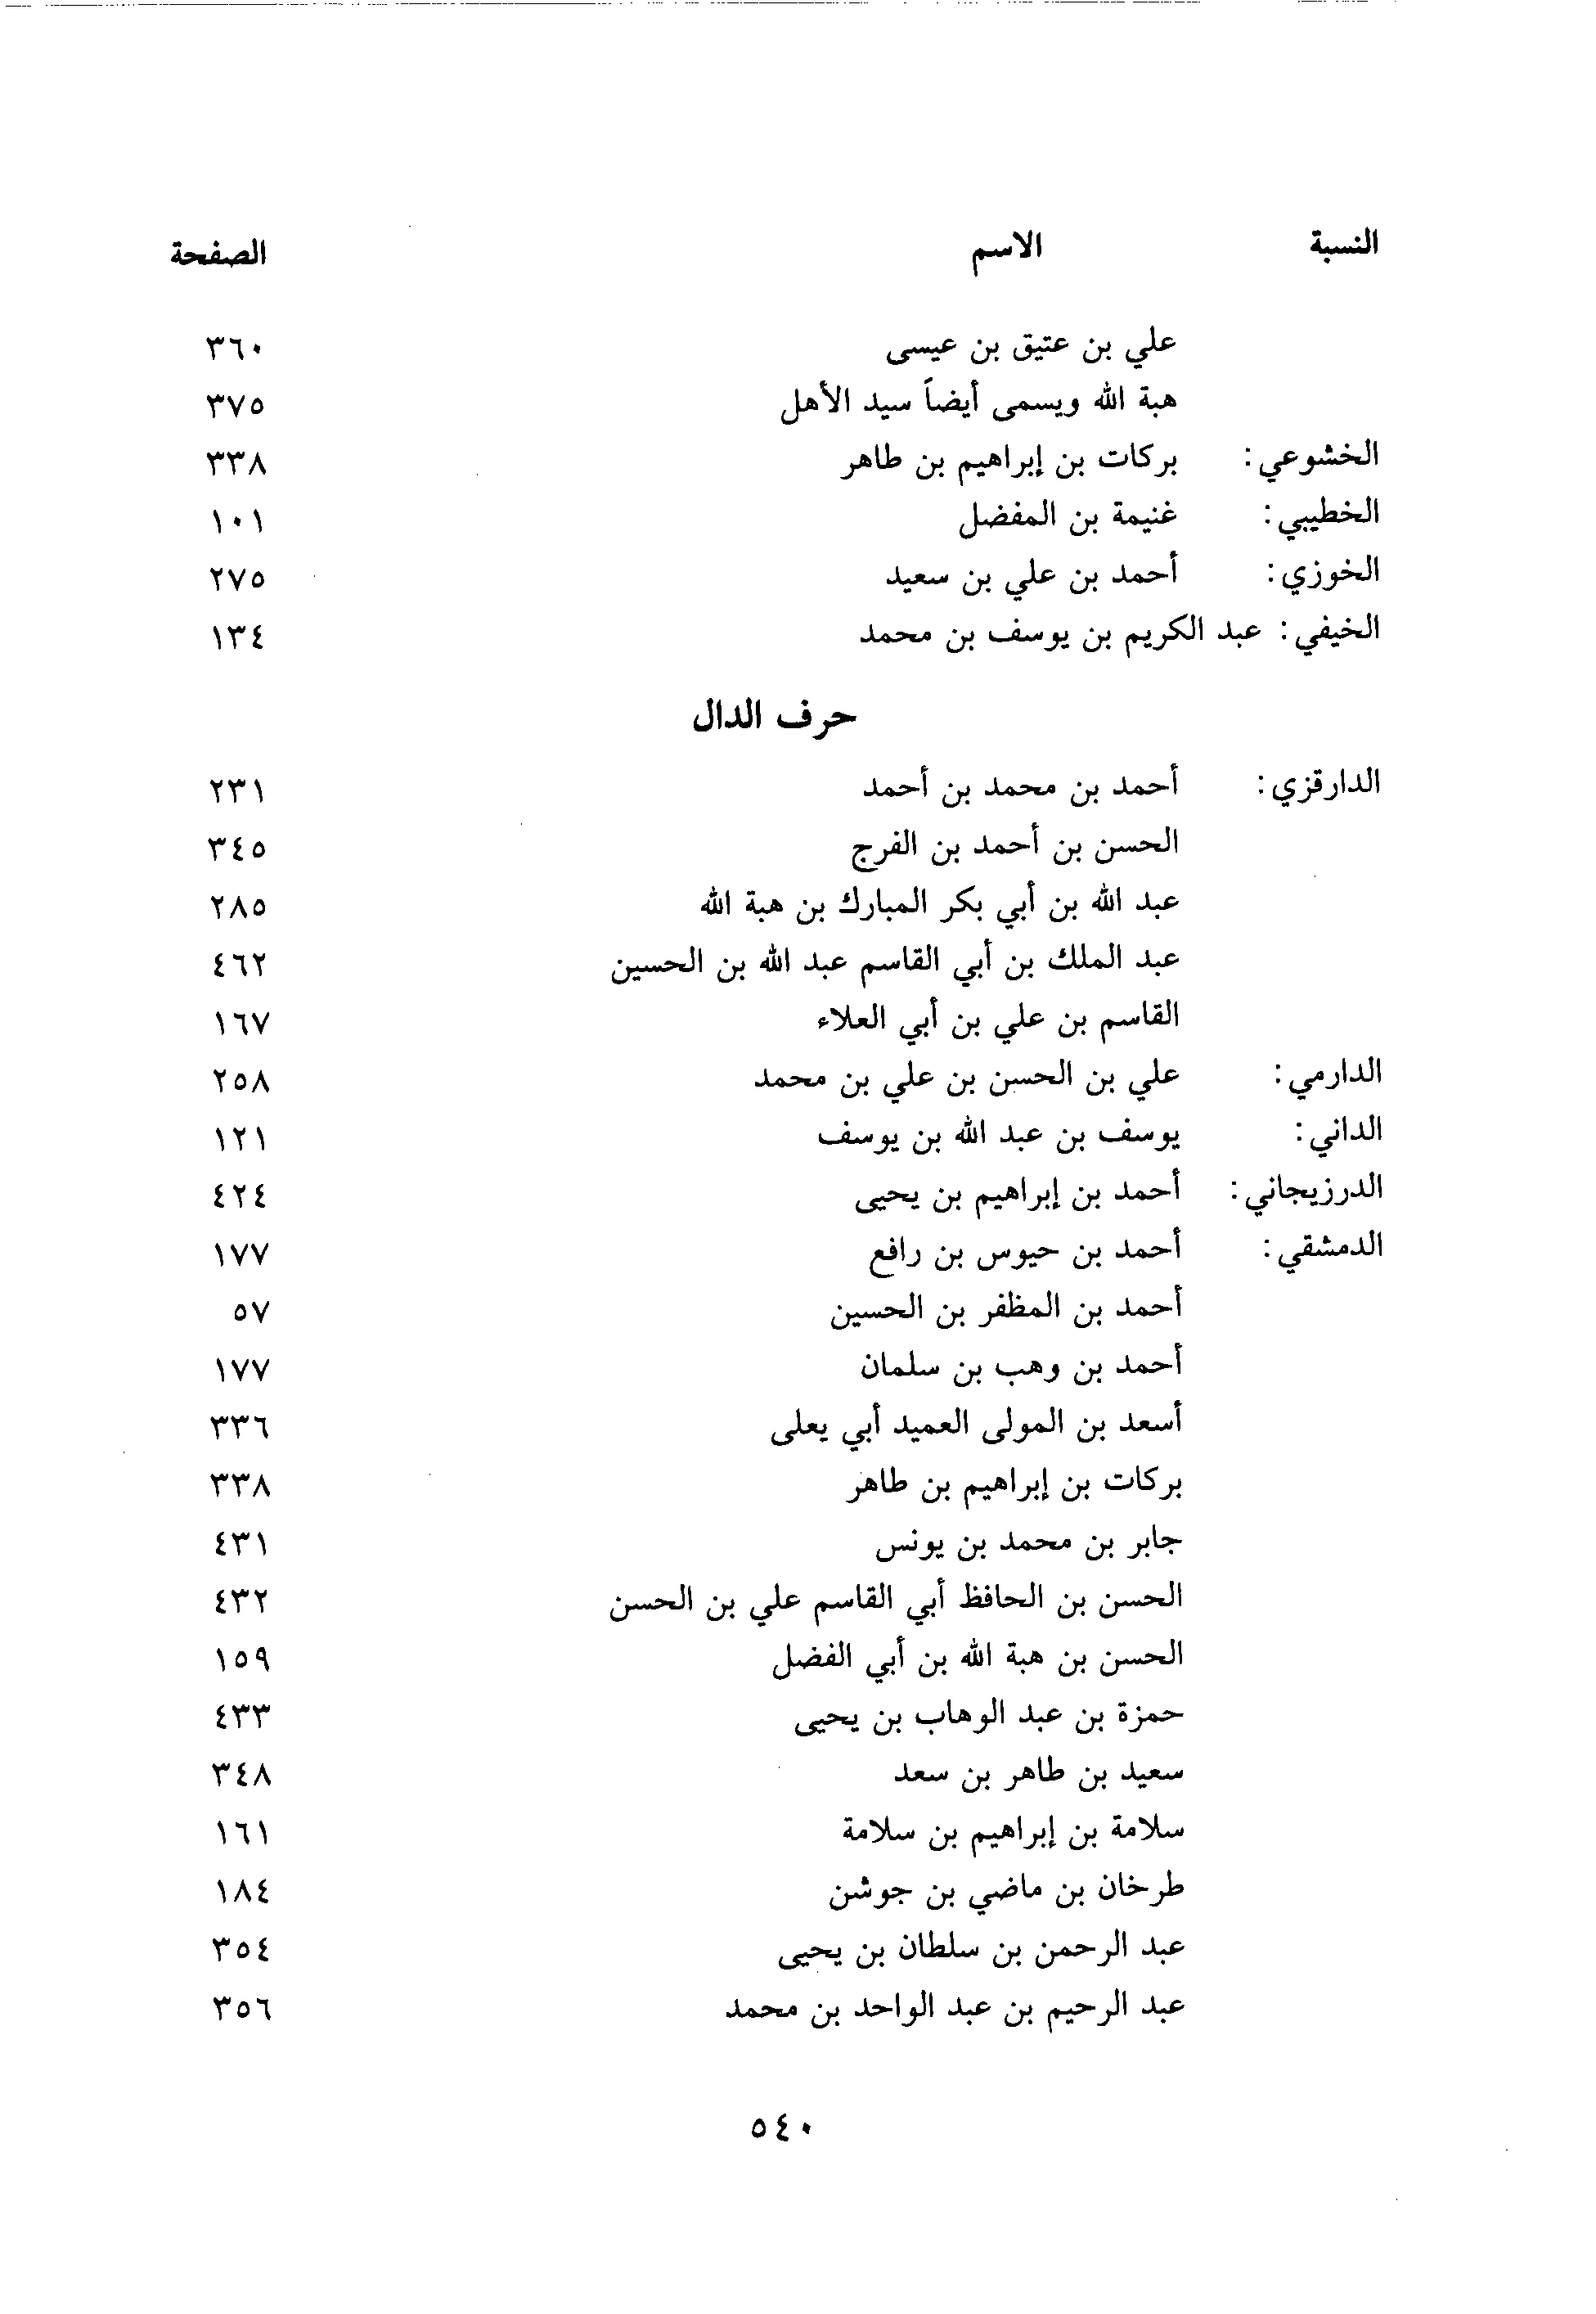 النسبة الاسم الصفحة
علي بن عتيق بن عيسى ٣٦٠
هبة الله ويسمى أيضاً سيد الأهل ٣٧٥
الخشوعي: بركات بن إبراهيم بن طاهر ٣٣٨
الخطيبي: غنيمة بن المفضل ١٠١
الخوزي: أحمد بن علي بن سعيد ٢٧٥
الخيفي: عبد الكريم بن يوسف بن محمد ١٣٤
حرف الدال
الدارقزي: أحمد بن محمد بن أحمد ٢٣١
الحسن بن أحمد بن الفرج ٣٤٥
عبد الله بن أبي بكر المبارك بن هبة الله ٢٨٥
عبد الملك بن أبي القاسم عبد الله بن الحسين ٤٦٢
القاسم بن علي بن أبي العلاء ١٦٧
الدارمي: علي بن الحسن بن علي بن محمد ٢٥٨
الداني: يوسف بن عبد الله بن يوسف ١٢١
الدرزيجاني: أحمد بن إبراهيم بن يحيى ٤٢٤
الدمشقي: أحمد بن حيوس بن رافع ١٧٧
أحمد بن المظفر بن الحسين ٥٧
أحمد بن وهب بن سلمان ١٧٧
أسعد بن المولى العميد أبي يعلى ٣٣٦
بركات بن إبراهيم بن طاهر ٣٣٨
جابر بن محمد بن يونس ٤٣١
الحسن بن الحافظ أبي القاسم علي بن الحسن ٤٣٢
الحسن بن هبة الله بن أبي الفضل ١٥٩
حمزة بن عبد الوهاب بن يحيى ٤٣٣
سعيد بن طاهر بن سعد ٣٤٨
سلامة بن إبراهيم بن سلامة ١٦١
طرخان بن ماضي بن جوشن ١٨٤
عبد الرحمن بن سلطان بن يحيى ٣٥٤
عبد الرحيم بن عبد الواحد بن محمد ٣٥٦
٥٤٠